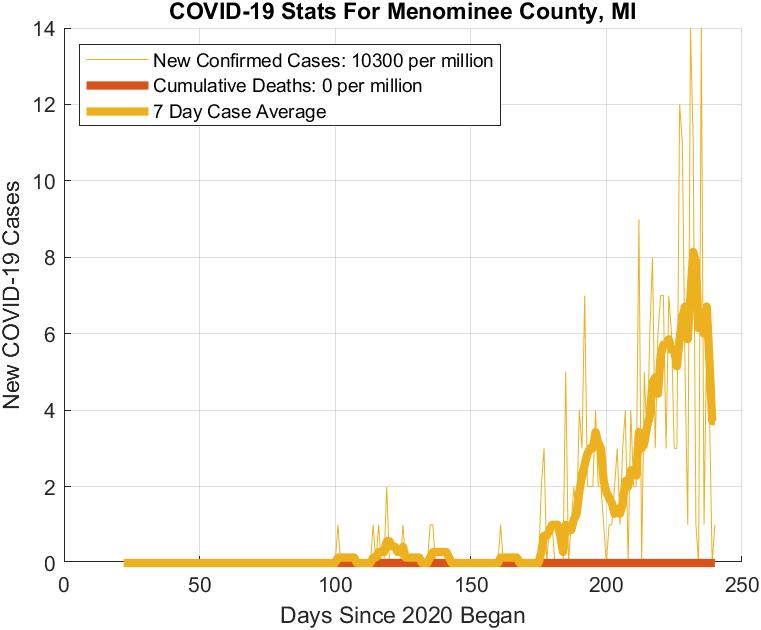 COVID-19 Stats For Menominee County, MI
14
New Confirmed Cases: 10300 per million
Cumulative Deaths: 0 per million
7 Day Case Average
12
10
8
6
4
2
0
New COVID-19 Cases
0 50 100 150 200 250
Days Since 2020 Began